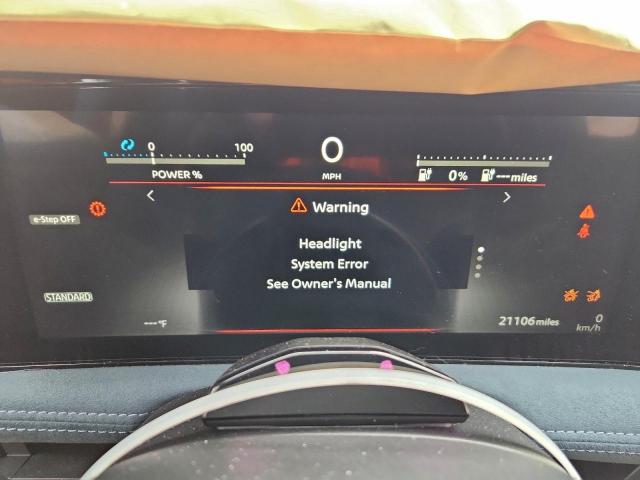 0 100
POWER %
0
MPH
0% --- miles
Warning
e-Step OFF
Headlight
System Error
See Owner's Manual
STANDARD
---°F
21106 miles
0
km/h